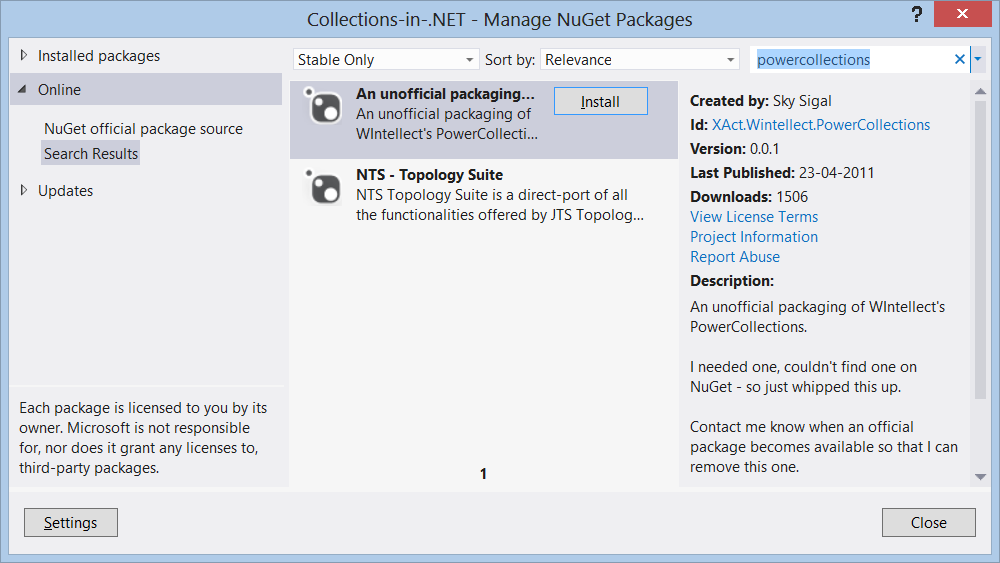 Collections-in-.NET - Manage NuGet Packages
?
Installed packages
Online
NuGet official package source
Search Results
Updates
Each package is licensed to you by its
owner. Microsoft is not responsible
for, nor does it grant any licenses to,
third-party packages.
Stable Only
Sort by: Relevance
powercollections
An unofficial packaging...
Install
An unofficial packaging of
WIntellect's PowerCollecti...
NTS - Topology Suite
NTS Topology Suite is a direct-port of all
the functionalities offered by JTS Topolog...
1
Created by: Sky Sigal
Id: XAct.Wintellect.PowerCollections
Version: 0.0.1
Last Published: 23-04-2011
Downloads: 1506
View License Terms
Project Information
Report Abuse
Description:
An unofficial packaging of WIntellect's
PowerCollections.
I needed one, couldn't find one on
NuGet - so just whipped this up.
Contact me know when an official
package becomes available so that I can
remove this one.
Settings
Close